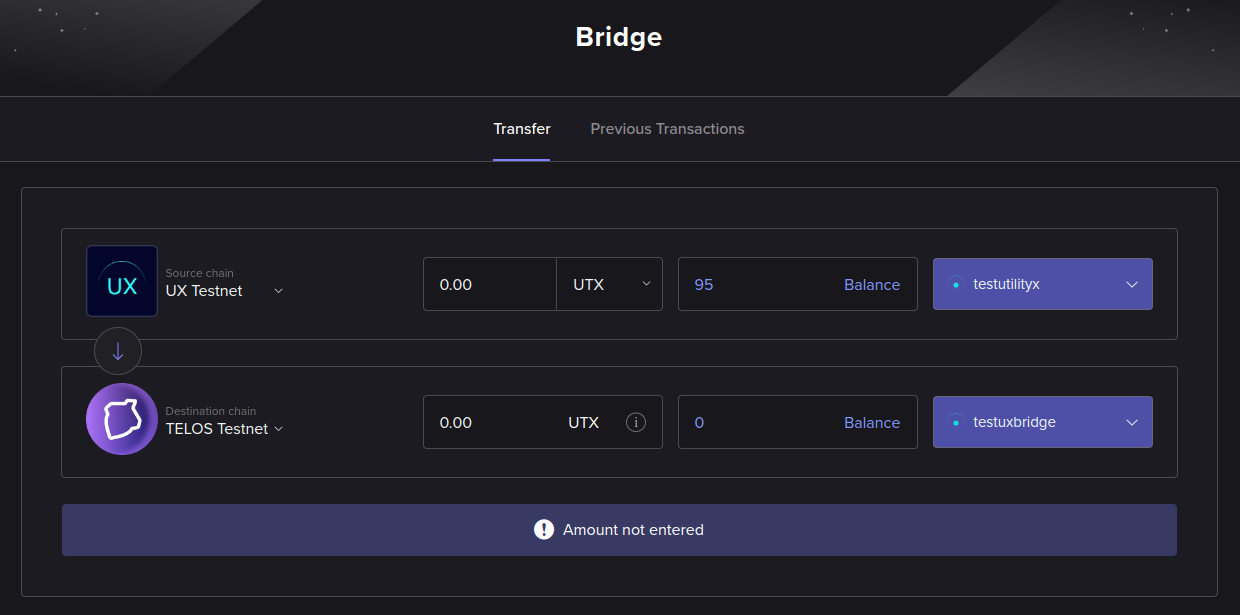 Bridge
Transfer Previous Transactions
UX
Source chain
UX Testnet
0.00 UTX
95 Balance
testutilityx
Destination chain
TELOS Testnet
0.00 UTX
0 Balance
testuxbridge
Amount not entered